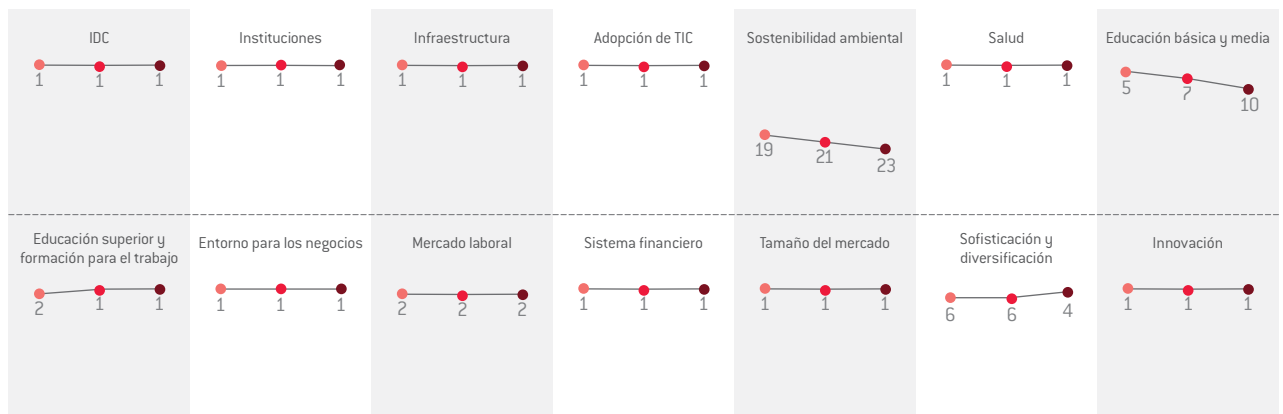 IDC
1 1 1
Instituciones
1 1 1
Infraestructura
1 1 1
Adopción de TIC
1 1 1
Sostenibilidad ambiental
19 21 23
Salud
1 1 1
Educación básica y media
5 7 10
Educación superior y
formación para el trabajo
2 1 1
Entorno para los negocios
1 1 1
Mercado laboral
2 2 2
Sistema financiero
1 1 1
Tamaño del mercado
1 1 1
Sofisticación y
diversificación
6 6 4
Innovación
1 1 1